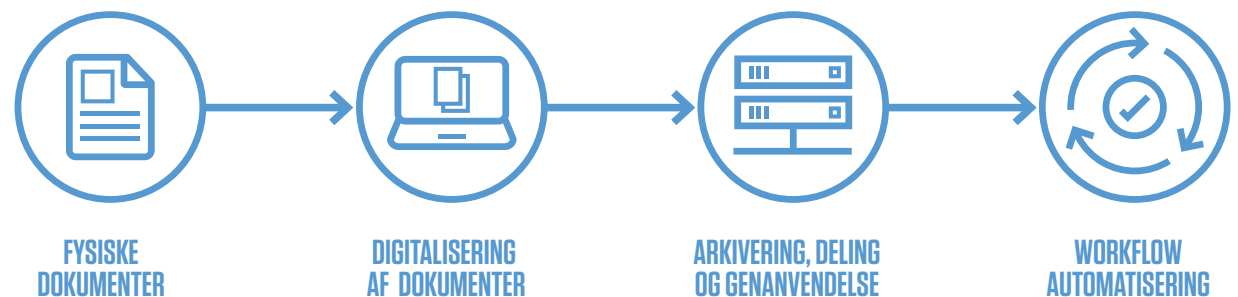 FYSISKE
DOKUMENTER
DIGITALISERING
AF DOKUMENTER
ARKIVERING, DELING
OG GENANVENDELSE
WORKFLOW
AUTOMATISERING